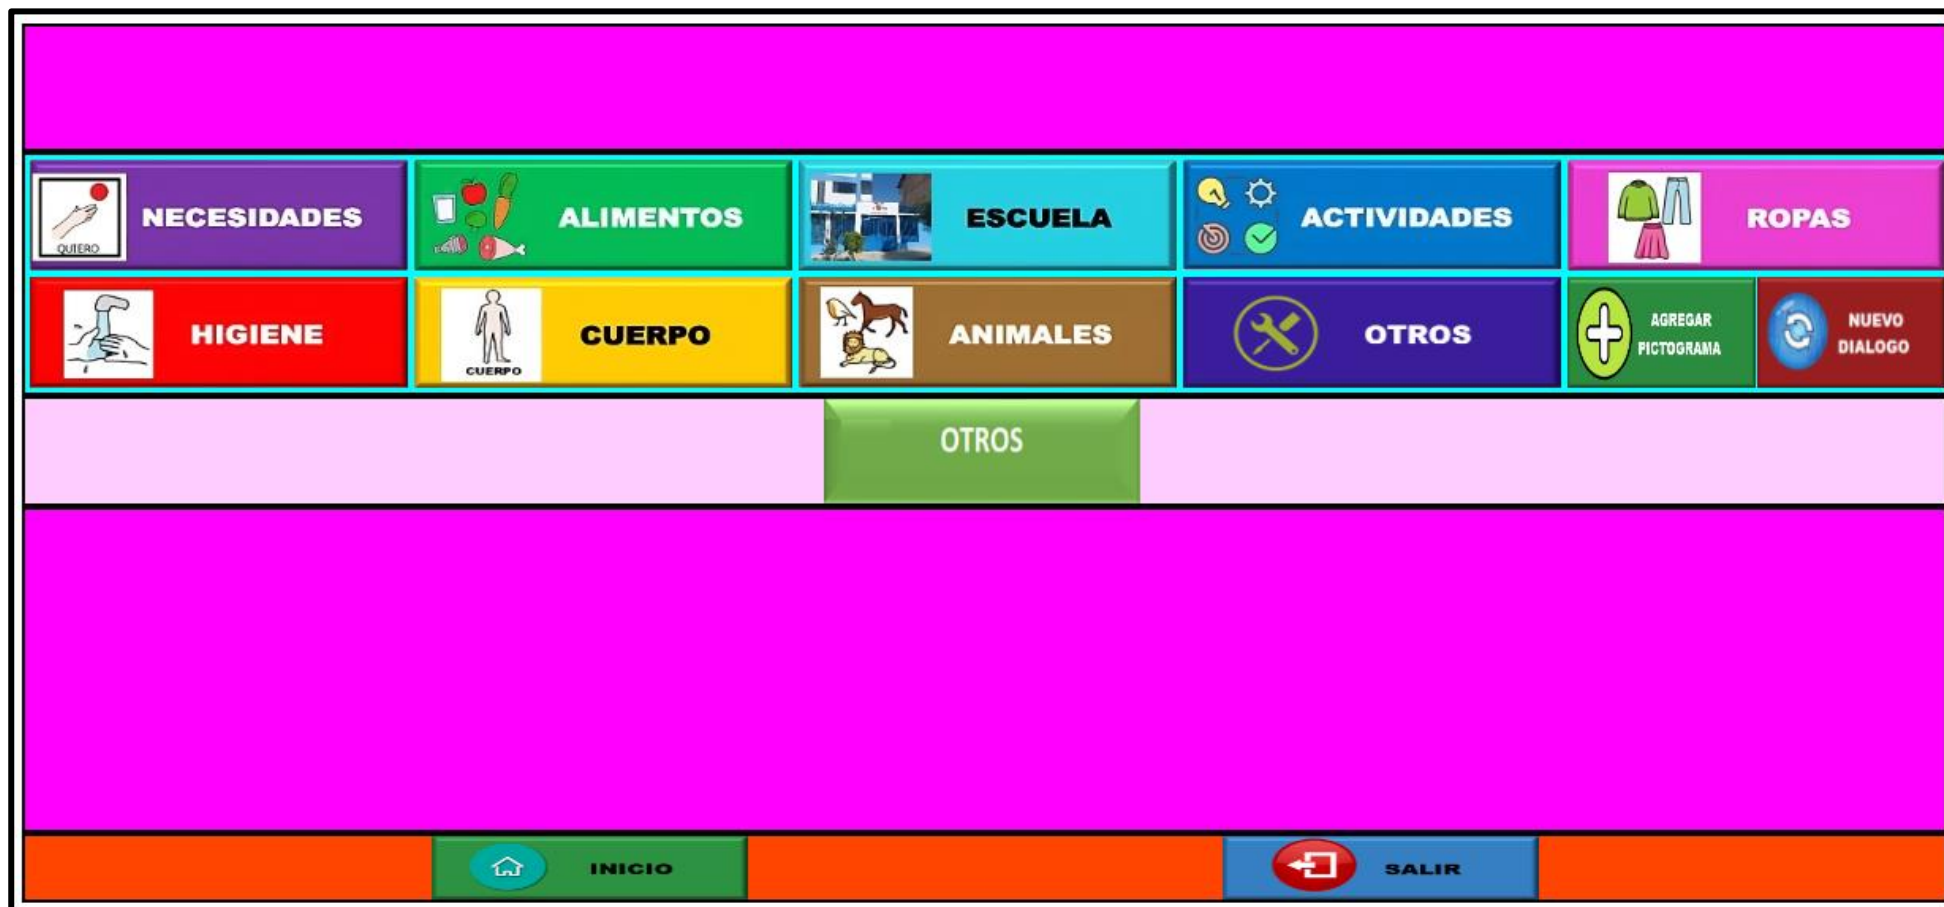 NECESIDADES
QUIERO
ALIMENTOS
ESCUELA
ACTIVIDADES
ROPAS
HIGIENE
CUERPO
CUERPO
ANIMALES
OTROS
AGREGAR
PICTOGRAMA
NUEVO
DIALOGO
OTROS
INICIO
SALIR